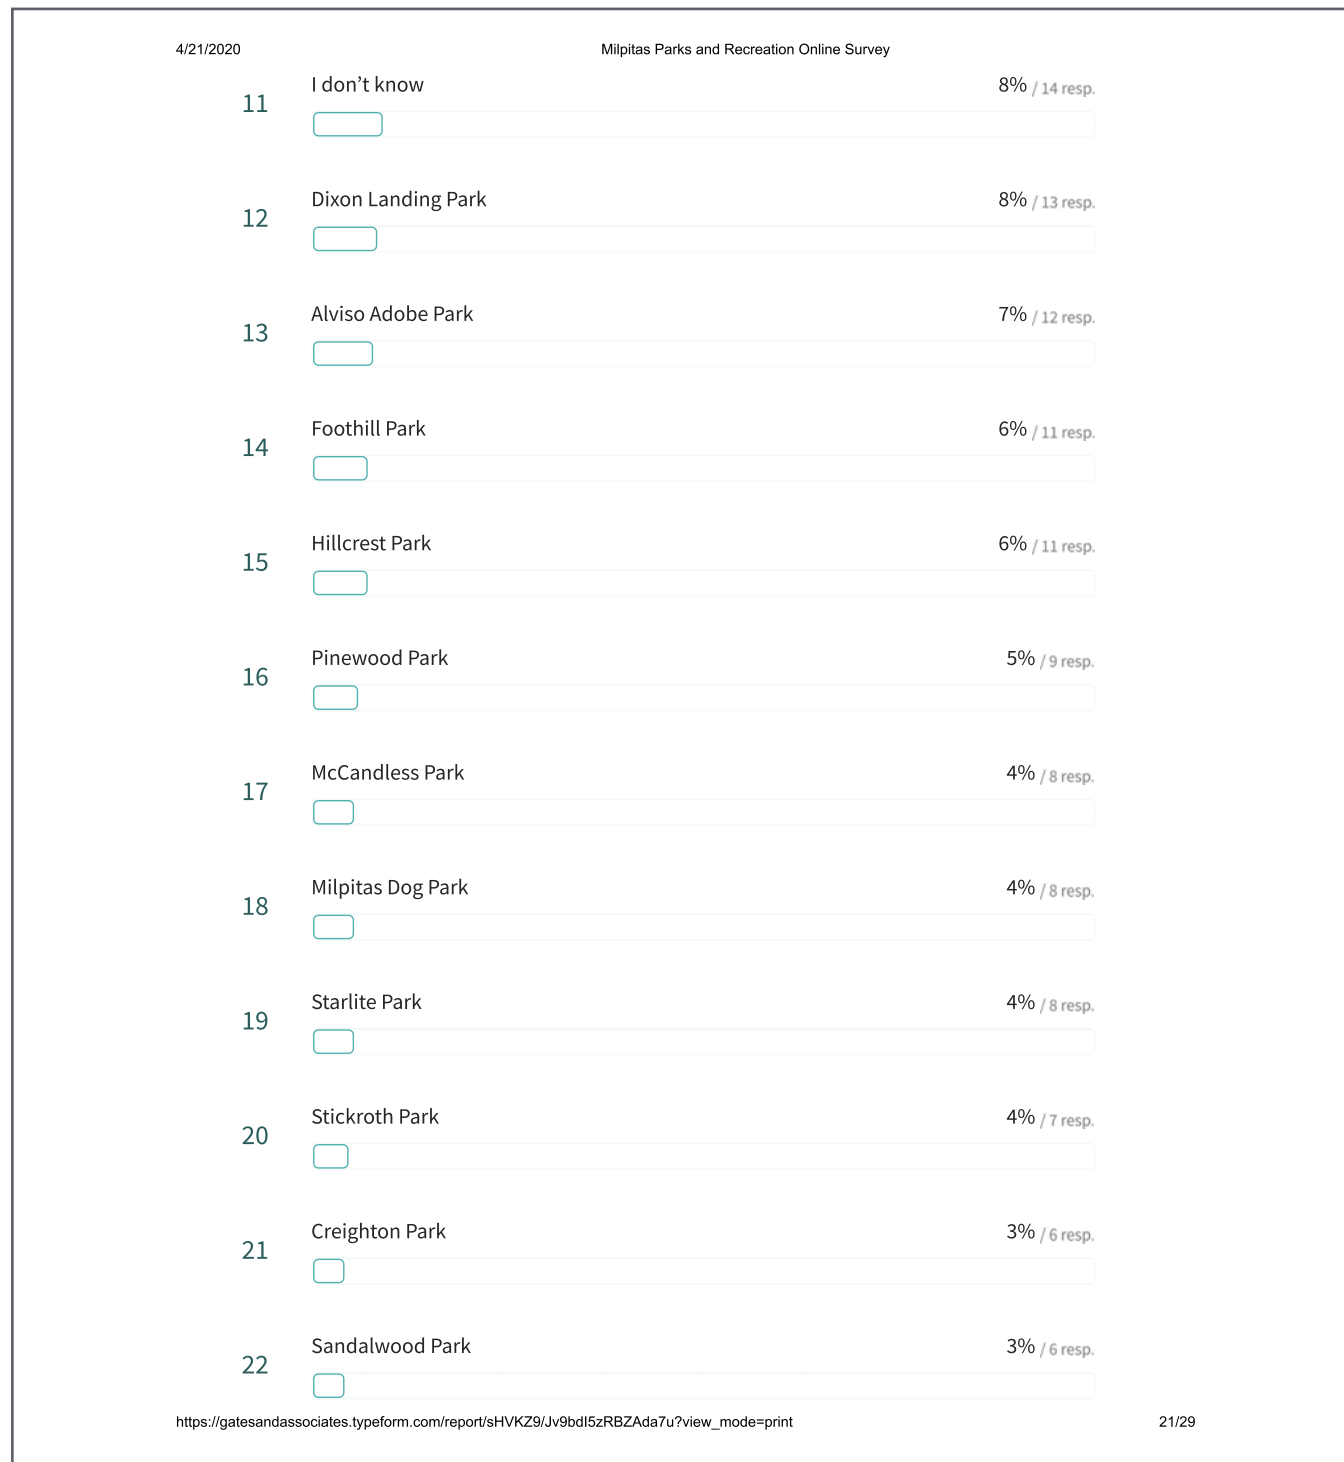 4/21/2020 Milpitas Parks and Recreation Online Survey
11 I don’t know 8% / 14 resp.
12 Dixon Landing Park 8% / 13 resp.
13 Alviso Adobe Park 7% / 12 resp.
14 Foothill Park 6% / 11 resp.
15 Hillcrest Park 6% / 11 resp.
16 Pinewood Park 5% / 9 resp.
17 McCandless Park 4% / 8 resp.
18 Milpitas Dog Park 4% / 8 resp.
19 Starlite Park 4% / 8 resp.
20 Stickroth Park 4% / 7 resp.
21 Creighton Park 3% / 6 resp.
22 Sandalwood Park 3% / 6 resp.
https://gatesandassociates.typeform.com/report/sHVKZ9/Jv9bdI5zRBZAda7u?view_mode=print 21/29